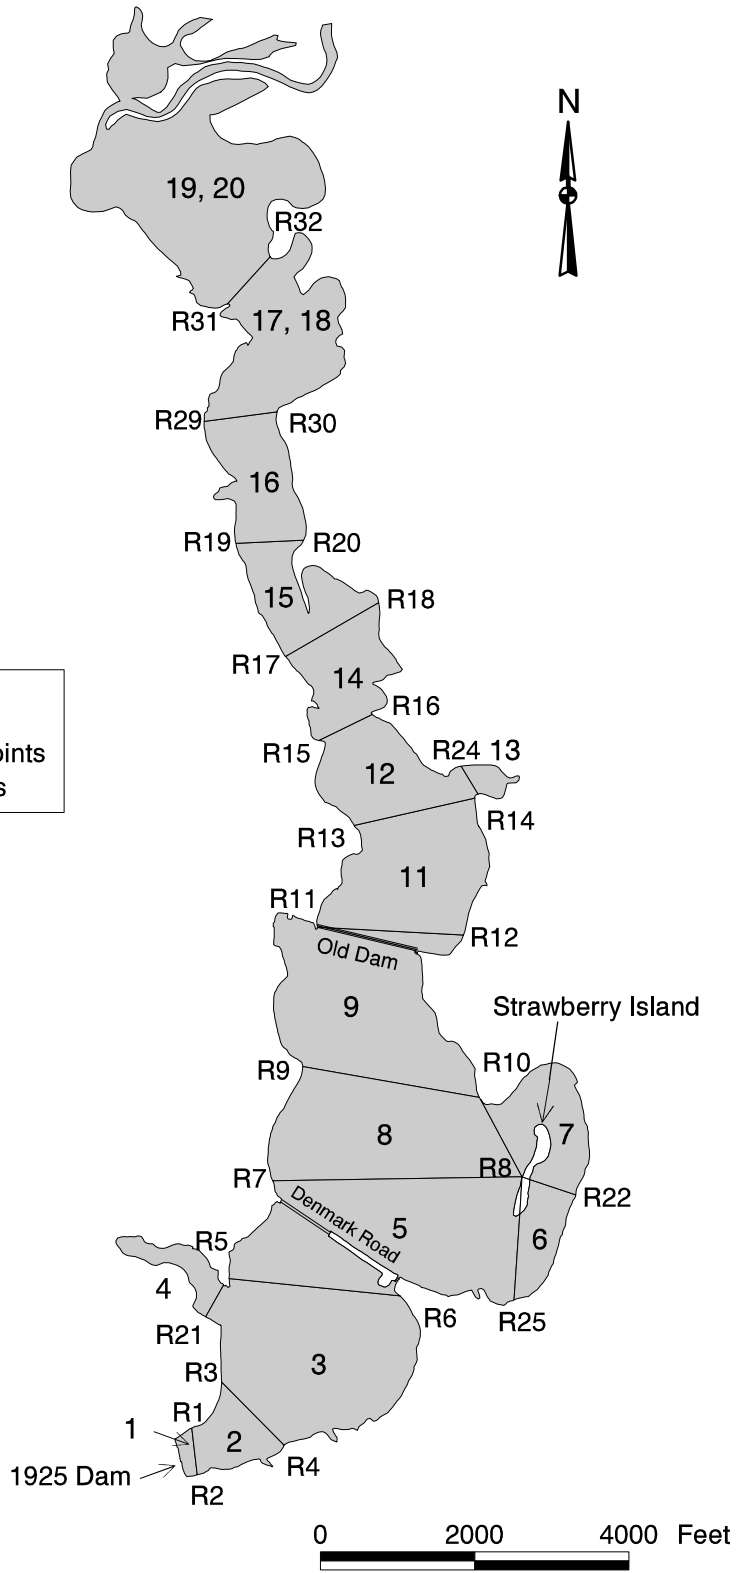 N
19, 20
R32
R31
17, 18
R29
R30
16
R19
R20
15
R18
R17
14
R16
R15
R24 13
12
oints
s
R14
R13
11
R11
R12
Old Dam
9
Strawberry Island
R10
R9
8
7
R8
R7
R22
Denmark Road
5
R5
6
4
R6
R25
R21
3
R3
R1
1
2
R4
1925 Dam
R2
0 2000 4000 Feet